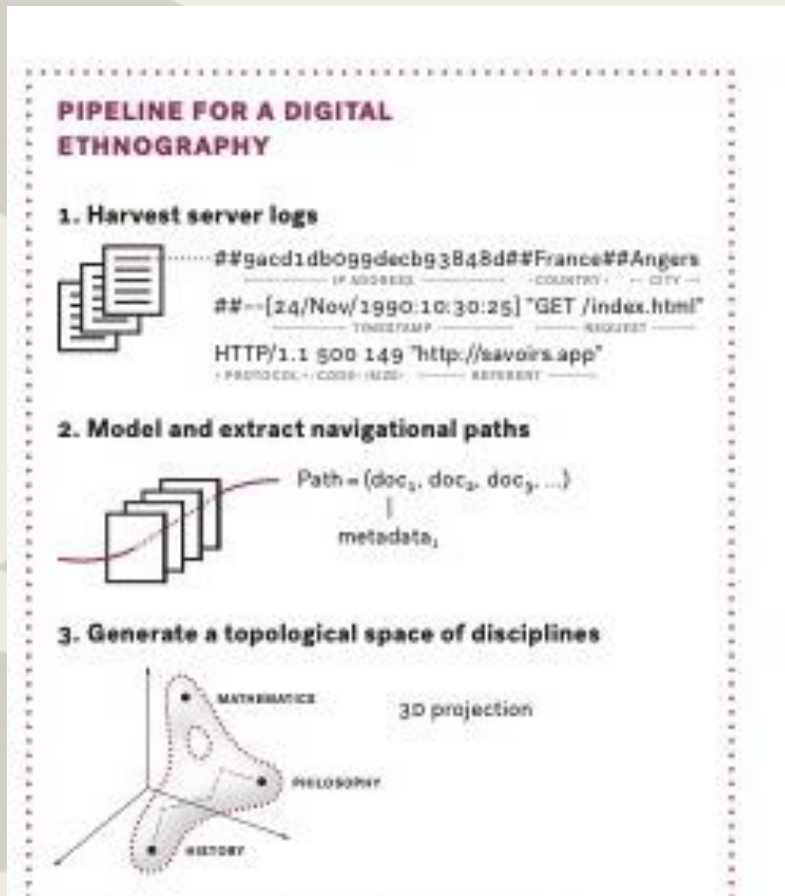 PIPELINE FOR A DIGITAL
ETHNOGRAPHY
1. Harvest server logs
##9acd1db099decb93848d##France##Angers
IP ADDRESS COUNTRY CITY
##--[24/Nov/1990:10:30:25] "GET /index.html"
TIMESTAMP REQUEST
HTTP/1.1 500 149 "http://savoirs.app"
PROTOCOL CODE SIZE REFERENT
2. Model and extract navigational paths
Path = (doc₁, doc₂, doc₃, ...)
|
metadata₁
3. Generate a topological space of disciplines
MATHEMATICS
3D projection
PHILOSOPHY
HISTORY